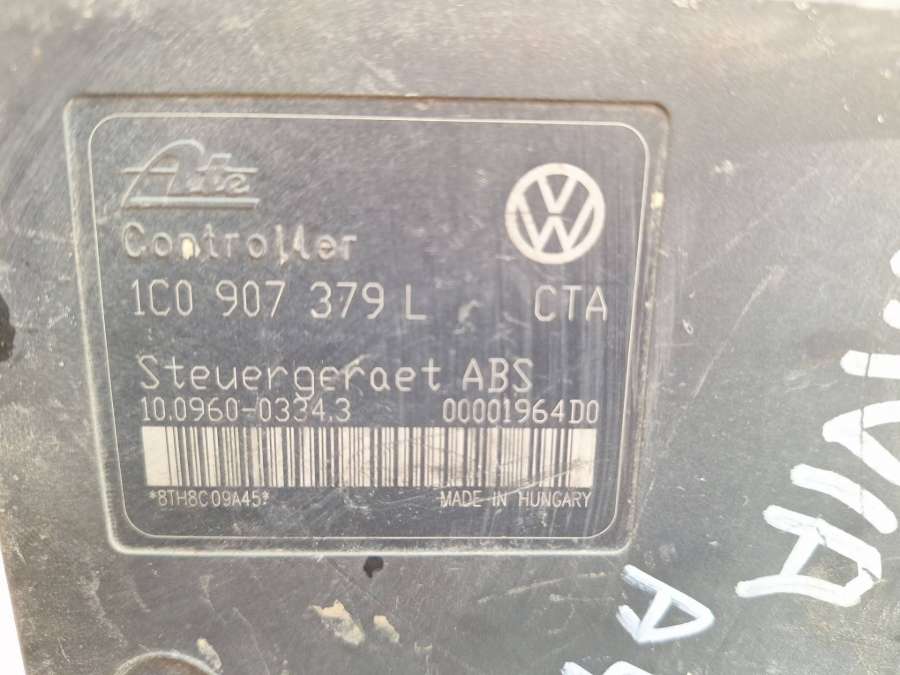 Ate
Controller
1C0 907 379 L CTA
Steuergeraet ABS
10.0960-0334.3 00001964D0
*8TH8C09A45*
MADE IN HUNGARY